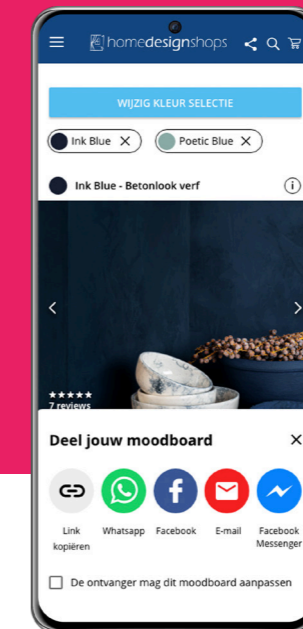 homedesignshops
WIJZIG KLEUR SELECTIE
Ink Blue X Poetic Blue X
Ink Blue - Betonlook verf i
★★★★★
7 reviews
Deel jouw moodboard X
Link kopiëren
Whatsapp
Facebook
E-mail
Facebook Messenger
De ontvanger mag dit moodboard aanpassen